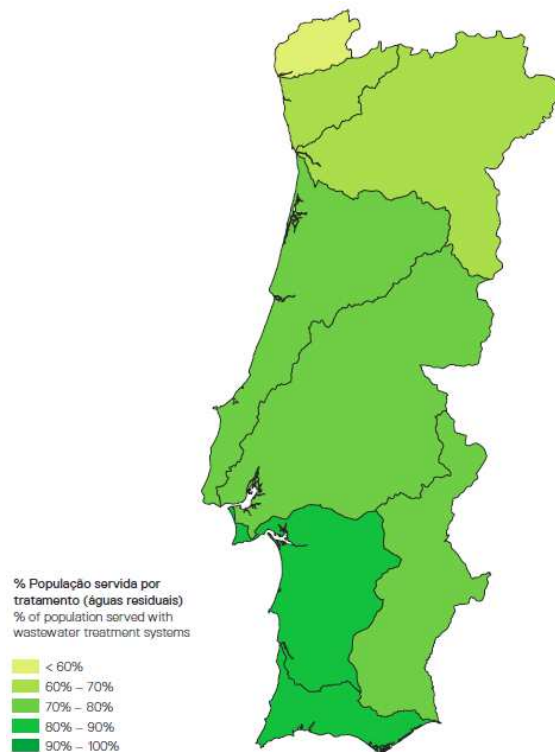 % População servida por
tratamento (águas residuais)
% of population served with
wastewater treatment systems
< 60%
60% – 70%
70% – 80%
80% – 90%
90% – 100%